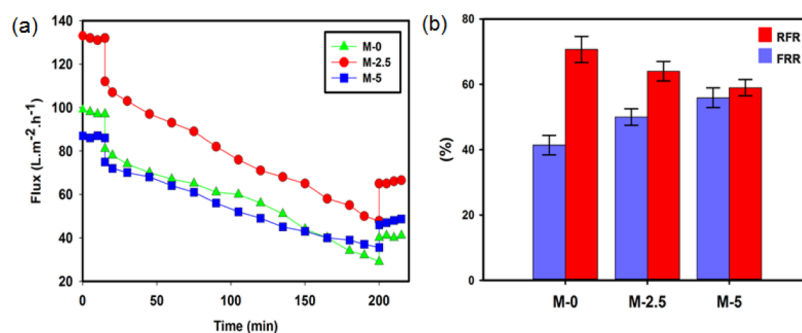 (a)
M-0
M-2.5
M-5
Flux (L.m⁻².h⁻¹)
140
120
100
80
60
40
20
0 50 100 150 200
Time (min)
(b)
RFR
FRR
(%)
80
60
40
20
0
M-0 M-2.5 M-5